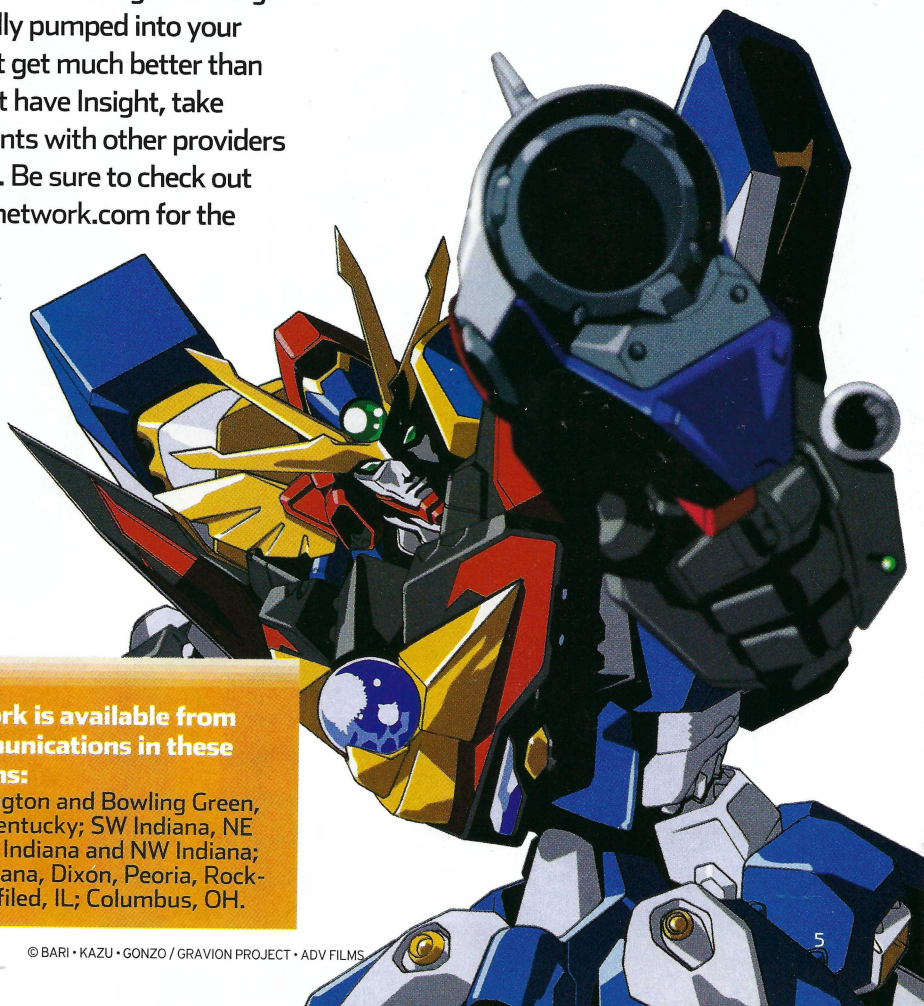 lly pumped into your
t get much better than
t have Insight, take
nts with other providers
. Be sure to check out
network.com for the
rk is available from
unications in these
ns:
gton and Bowling Green,
entucky; SW Indiana, NE
Indiana and NW Indiana;
ana, Dixon, Peoria, Rock-
filed, IL; Columbus, OH.
5
© BARI • KAZU • GONZO / GRAVION PROJECT • ADV FILMS